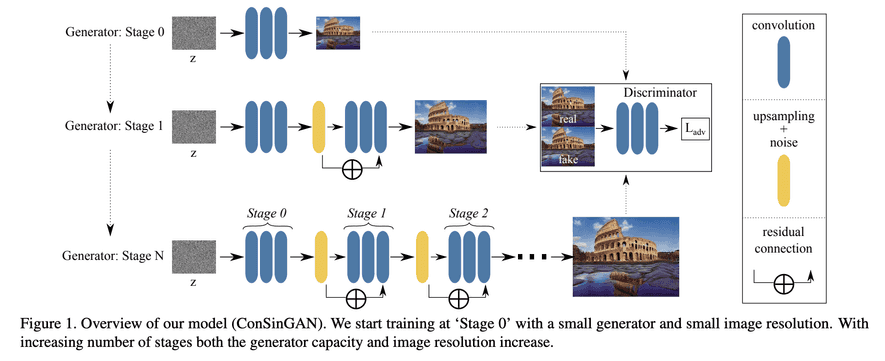 Generator: Stage 0
z
Generator: Stage 1
z
Stage 0
Stage 1
Stage 2
Generator: Stage N
z
Discriminator
real
fake
L_adv
convolution
upsampling
+
noise
residual
connection
Figure 1. Overview of our model (ConSinGAN). We start training at ‘Stage 0’ with a small generator and small image resolution. With
increasing number of stages both the generator capacity and image resolution increase.